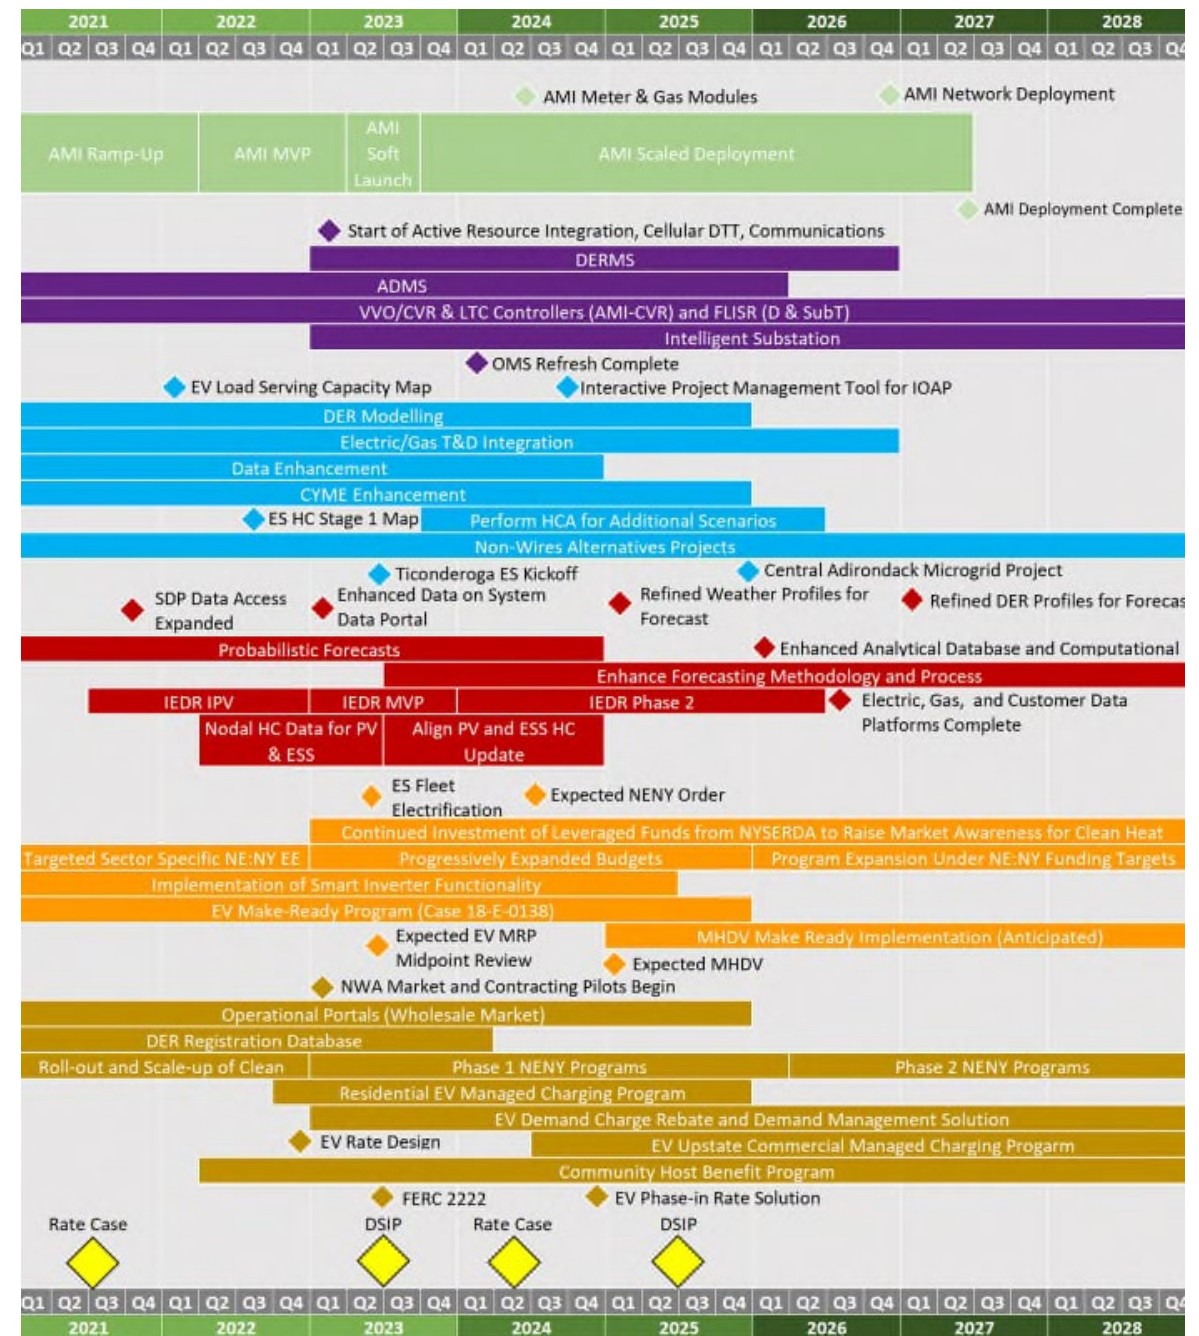 2021 2022 2023 2024 2025 2026 2027 2028
Q1 Q2 Q3 Q4 Q1 Q2 Q3 Q4 Q1 Q2 Q3 Q4 Q1 Q2 Q3 Q4 Q1 Q2 Q3 Q4 Q1 Q2 Q3 Q4 Q1 Q2 Q3 Q4 Q1 Q2 Q3 Q4
AMI Meter & Gas Modules
AMI Network Deployment
AMI Ramp-Up
AMI MVP
AMI
Soft
Launch
AMI Scaled Deployment
AMI Deployment Complete
Start of Active Resource Integration, Cellular DTT, Communications
DERMS
ADMS
VVO/CVR & LTC Controllers (AMI-CVR) and FLISR (D & SubT)
Intelligent Substation
OMS Refresh Complete
EV Load Serving Capacity Map
Interactive Project Management Tool for IOAP
DER Modelling
Electric/Gas T&D Integration
Data Enhancement
CYME Enhancement
ES HC Stage 1 Map
Perform HCA for Additional Scenarios
Non-Wires Alternatives Projects
Ticonderoga ES Kickoff
Central Adirondack Microgrid Project
SDP Data Access
Expanded
Enhanced Data on System
Data Portal
Refined Weather Profiles for
Forecast
Refined DER Profiles for Forecas
Probabilistic Forecasts
Enhanced Analytical Database and Computational
Enhance Forecasting Methodology and Process
IEDR IPV
IEDR MVP
IEDR Phase 2
Electric, Gas, and Customer Data
Platforms Complete
Nodal HC Data for PV
& ESS
Align PV and ESS HC
Update
ES Fleet
Electrification
Expected NENY Order
Continued Investment of Leveraged Funds from NYSERDA to Raise Market Awareness for Clean Heat
Targeted Sector Specific NE:NY EE
Progressively Expanded Budgets
Program Expansion Under NE:NY Funding Targets
Implementation of Smart Inverter Functionality
EV Make-Ready Program (Case 18-E-0138)
Expected EV MRP
Midpoint Review
MHDV Make Ready Implementation (Anticipated)
Expected MHDV
NWA Market and Contracting Pilots Begin
Operational Portals (Wholesale Market)
DER Registration Database
Roll-out and Scale-up of Clean
Phase 1 NENY Programs
Phase 2 NENY Programs
Residential EV Managed Charging Program
EV Demand Charge Rebate and Demand Management Solution
EV Rate Design
EV Upstate Commercial Managed Charging Progarm
Community Host Benefit Program
FERC 2222
EV Phase-in Rate Solution
Rate Case
DSIP
Rate Case
DSIP
Q1 Q2 Q3 Q4 Q1 Q2 Q3 Q4 Q1 Q2 Q3 Q4 Q1 Q2 Q3 Q4 Q1 Q2 Q3 Q4 Q1 Q2 Q3 Q4 Q1 Q2 Q3 Q4 Q1 Q2 Q3 Q4
2021 2022 2023 2024 2025 2026 2027 2028